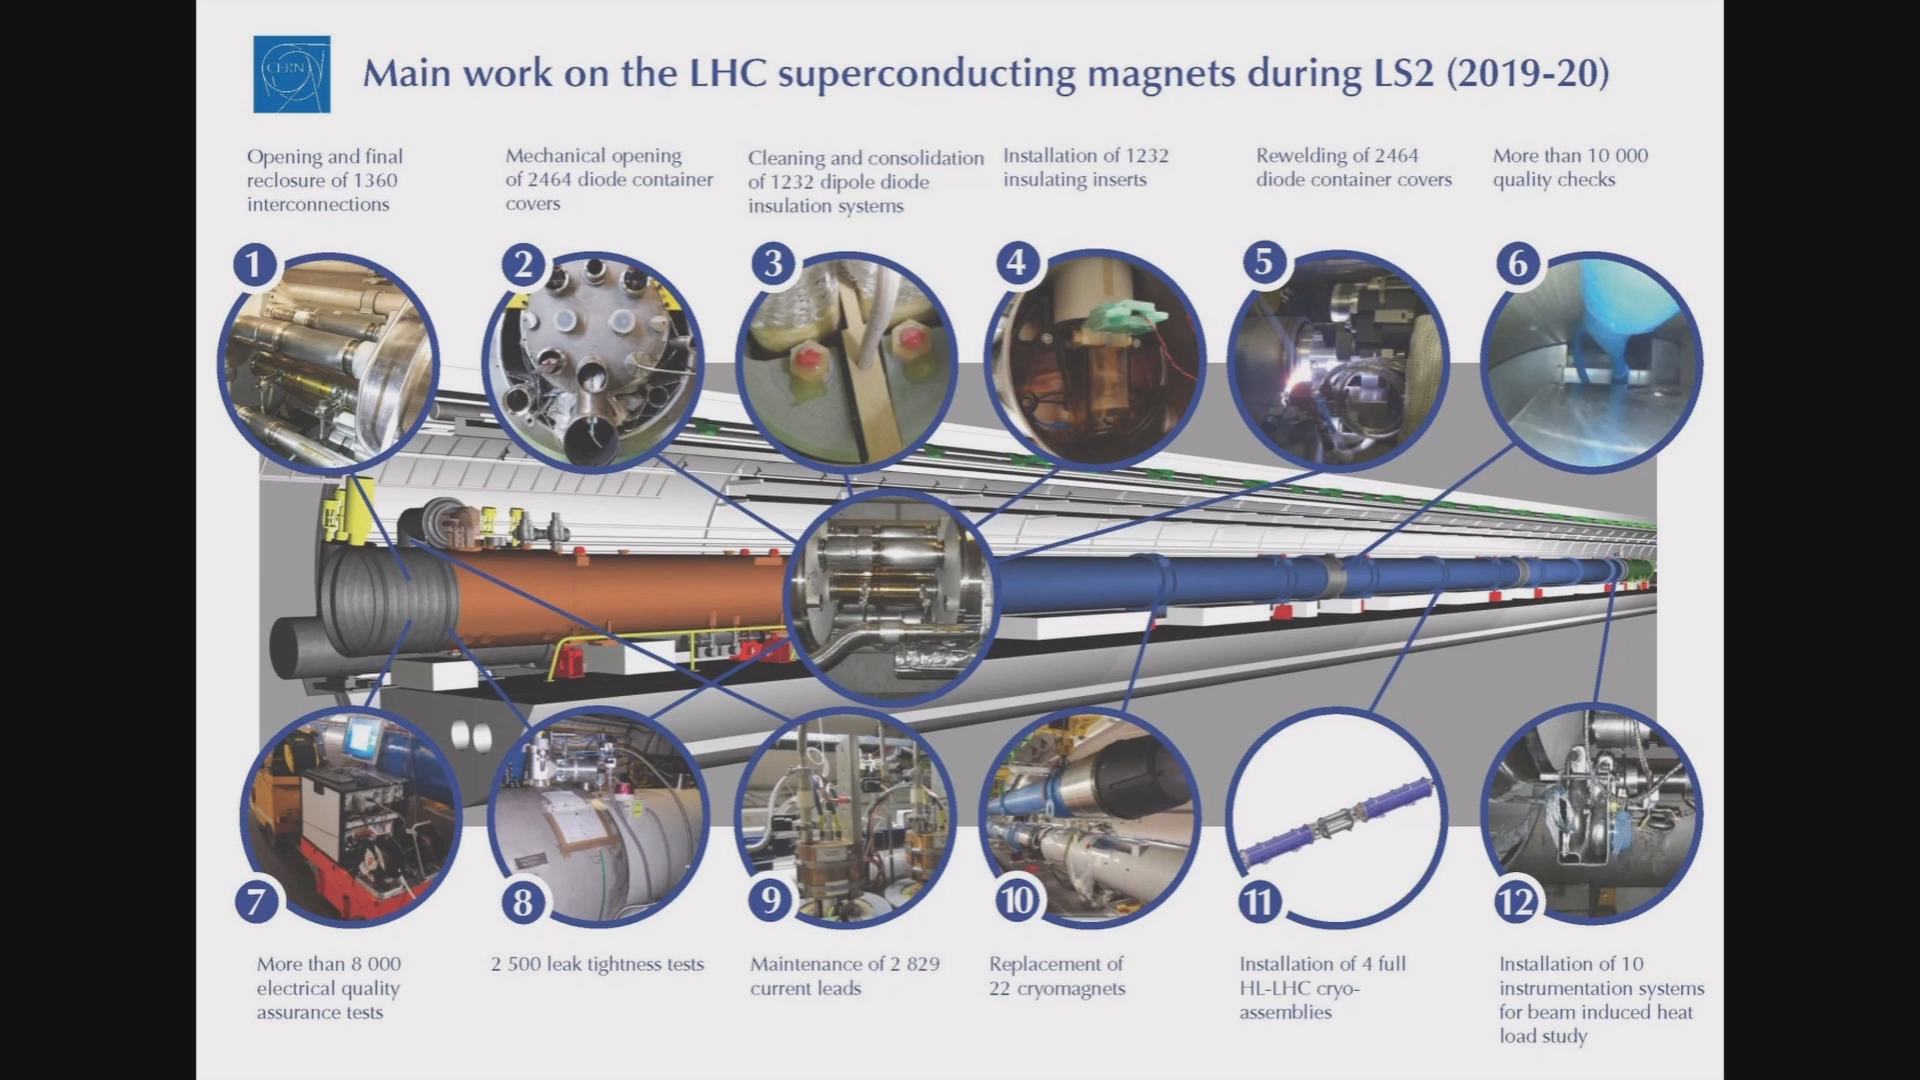 CERN
Main work on the LHC superconducting magnets during LS2 (2019-20)
Opening and final
reclosure of 1360
interconnections
Mechanical opening
of 2464 diode container
covers
Cleaning and consolidation
of 1232 dipole diode
insulation systems
Installation of 1232
insulating inserts
Rewelding of 2464
diode container covers
More than 10 000
quality checks
1
2
3
4
5
6
7
8
9
10
11
12
More than 8 000
electrical quality
assurance tests
2 500 leak tightness tests
Maintenance of 2 829
current leads
Replacement of
22 cryomagnets
Installation of 4 full
HL-LHC cryo-
assemblies
Installation of 10
instrumentation systems
for beam induced heat
load study